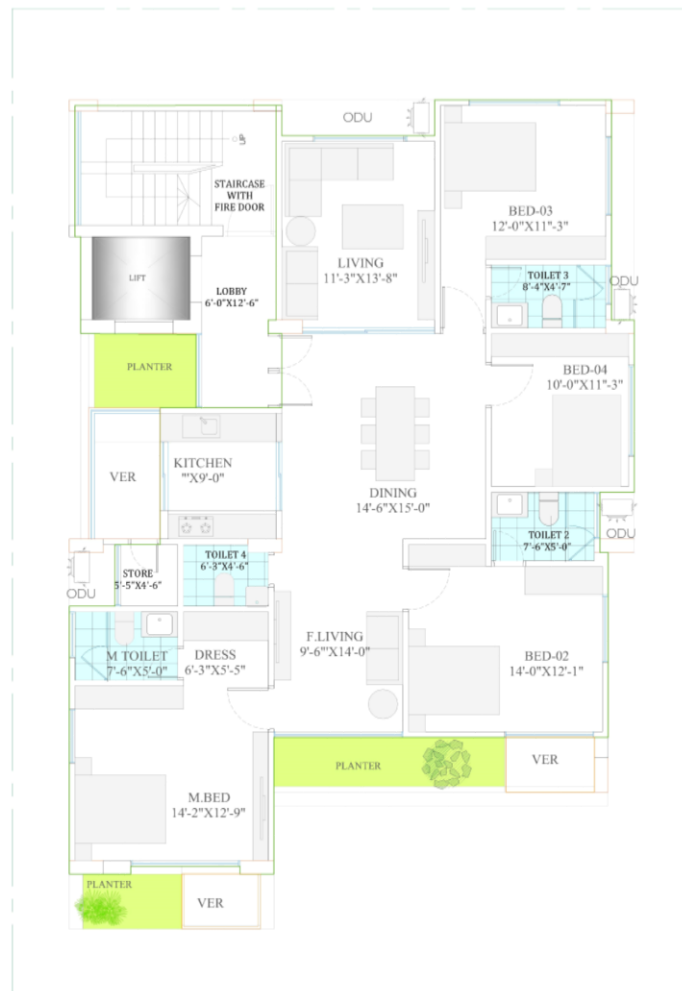 ODU
UP
STAIRCASE
WITH
FIRE DOOR
BED-03
12'-0"X11"-3"
LIVING
11'-3"X13'-8"
LIFT
LOBBY
6'-0"X12'-6"
TOILET 3
8'-4"X4'-7"
ODU
PLANTER
BED-04
10'-0"X11"-3"
KITCHEN
"'X9'-0"
VER
DINING
14'-6"X15'-0"
ODU
TOILET 2
7'-6"X5'-0"
TOILET 4
6'-3"X4'-6"
STORE
5'-5"X4'-6"
ODU
F.LIVING
9'-6"'X14'-0"
M TOILET
7'-6"X5'-0"
DRESS
6'-3"X5'-5"
BED-02
14'-0"X12'-1"
PLANTER
VER
M.BED
14'-2"X12'-9"
PLANTER
VER